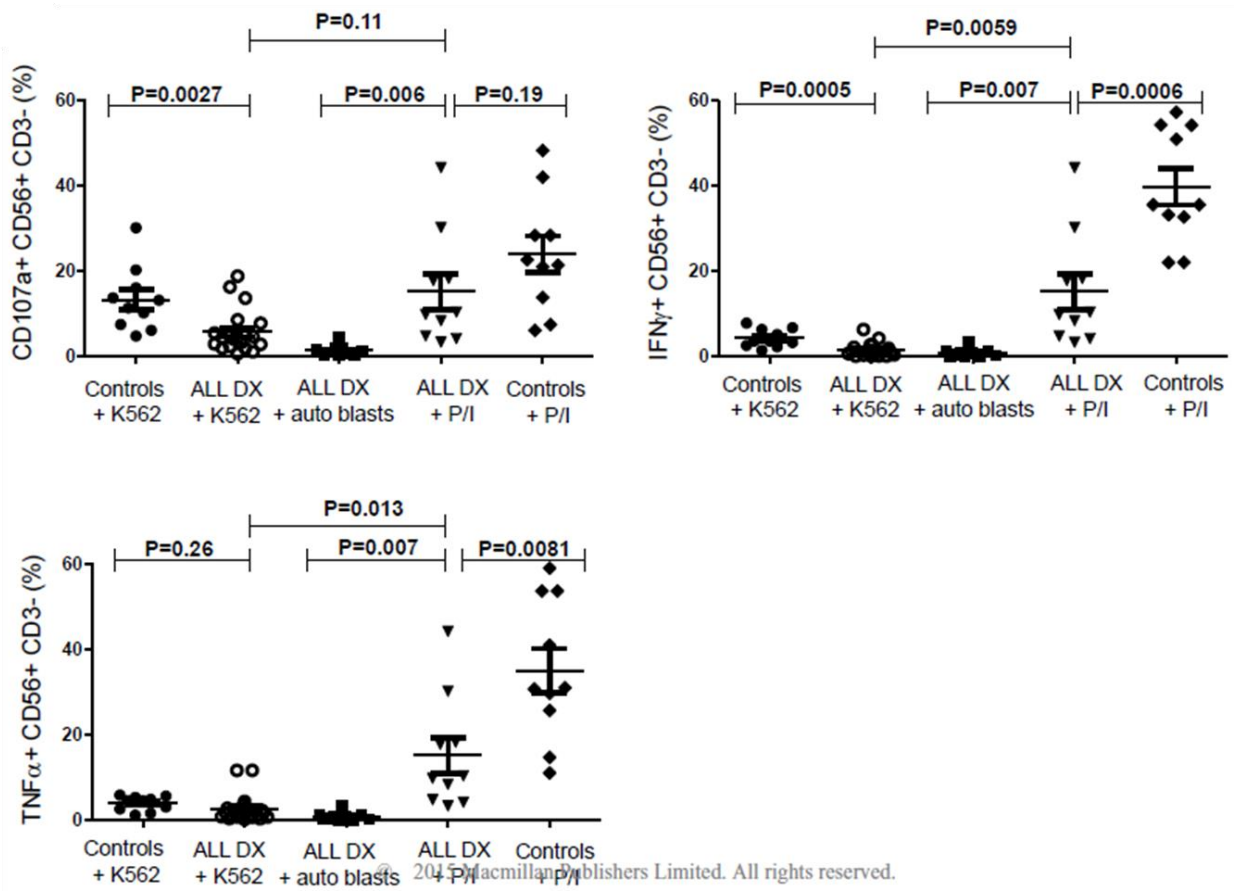 P=0.11
P=0.0027
P=0.006
P=0.19
CD107a+ CD56+ CD3- (%)
60
40
20
0
Controls
+ K562
ALL DX
+ K562
ALL DX
+ auto blasts
ALL DX
+ P/I
Controls
+ P/I
P=0.0059
P=0.0005
P=0.007
P=0.0006
IFNγ+ CD56+ CD3- (%)
60
40
20
0
Controls
+ K562
ALL DX
+ K562
ALL DX
+ auto blasts
ALL DX
+ P/I
Controls
+ P/I
P=0.013
P=0.26
P=0.007
P=0.0081
TNFα+ CD56+ CD3- (%)
60
40
20
0
Controls
+ K562
ALL DX
+ K562
ALL DX
+ auto blasts
ALL DX
+ P/I
Controls
+ P/I
© 2015 Macmillan Publishers Limited. All rights reserved.